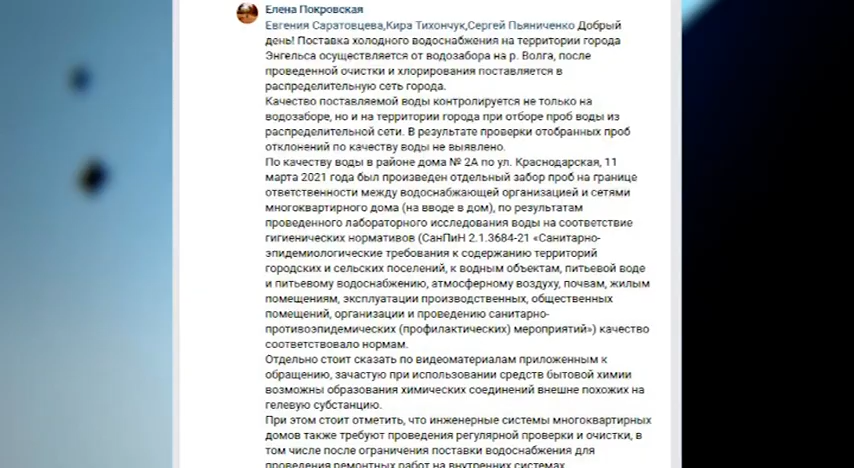 Елена Покровская
Евгения Саратовцева,Кира Тихончук,Сергей Пьяниченко Добрый
день! Поставка холодного водоснабжения на территории города
Энгельса осуществляется от водозабора на р. Волга, после
проведенной очистки и хлорирования поставляется в
распределительную сеть города.
Качество поставляемой воды контролируется не только на
водозаборе, но и на территории города при отборе проб воды из
распределительной сети. В результате проверки отобранных проб
отклонений по качеству воды не выявлено.
По качеству воды в районе дома № 2А по ул. Краснодарская, 11
марта 2021 года был произведен отдельный забор проб на границе
ответственности между водоснабжающей организацией и сетями
многоквартирного дома (на вводе в дом), по результатам
проведенного лабораторного исследования воды на соответствие
гигиенических нормативов (СанПиН 2.1.3684-21 «Санитарно-
эпидемиологические требования к содержанию территорий
городских и сельских поселений, к водным объектам, питьевой воде
и питьевому водоснабжению, атмосферному воздуху, почвам, жилым
помещениям, эксплуатации производственных, общественных
помещений, организации и проведению санитарно-
противоэпидемических (профилактических) мероприятий») качество
соответствовало нормам.
Отдельно стоит сказать по видеоматериалам приложенным к
обращению, зачастую при использовании средств бытовой химии
возможны образования химических соединений внешне похожих на
гелевую субстанцию.
При этом стоит отметить, что инженерные системы многоквартирных
домов также требуют проведения регулярной проверки и очистки, в
том числе после ограничения поставки водоснабжения для
проведения ремонтных работ на внутренних системах